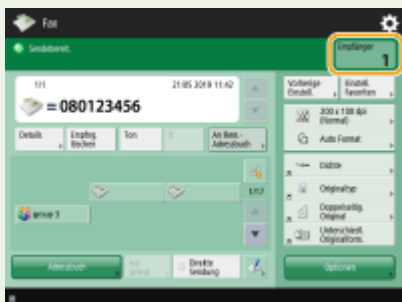 Fax
Sendebereit.
Empfänger
1
1/1
21/05 2019 11:42
=080123456
Details
Empfng. löschen
Ton
R
An Rem.-Adressbuch
Vorherige Einstell.
Einstell. Favoriten
200 x 100 dpi (Normal)
Auto Format
Dichte
Originaltyp
Doppelseitig. Original
Unterschiedl. Originalform.
1/12
group 3
Adressbuch
Direkte Sendung
Optionen